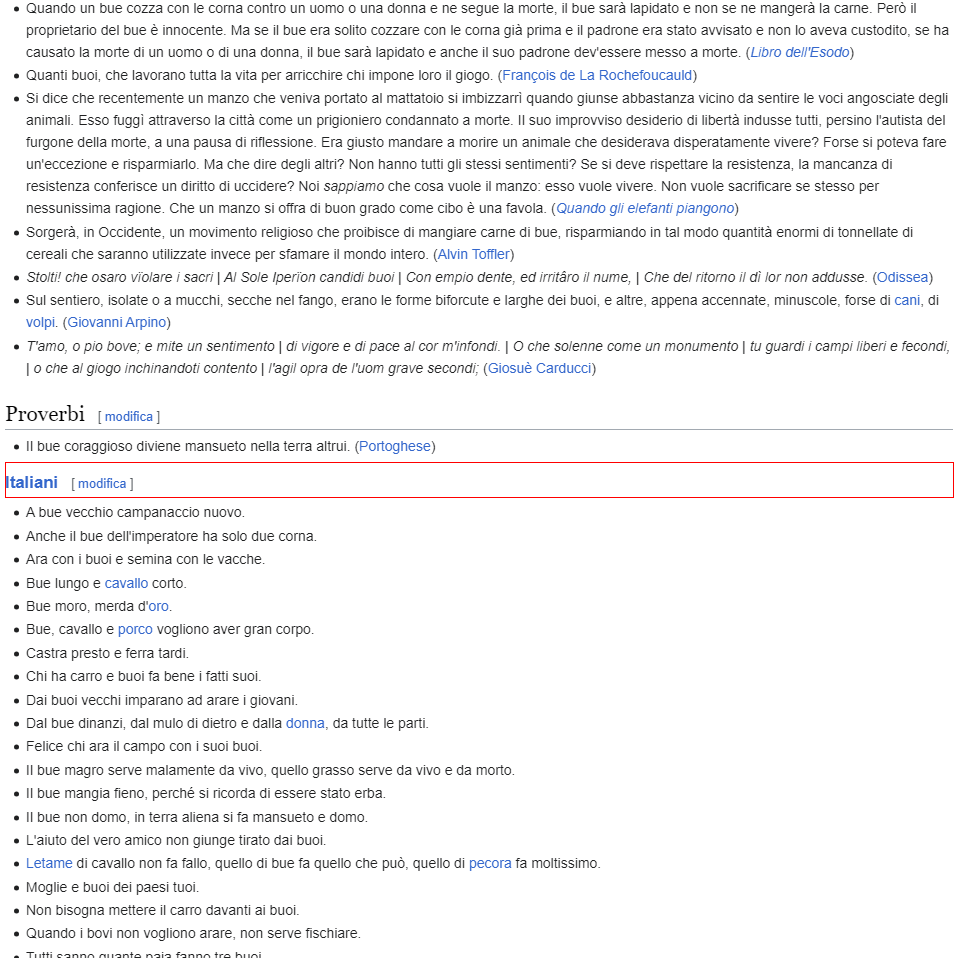 Quando un bue cozza con le corna contro un uomo o una donna e ne segue la morte, il bue sarà lapidato e non se ne mangerà la carne. Però il
proprietario del bue è innocente. Ma se il bue era solito cozzare con le corna già prima e il padrone era stato avvisato e non lo aveva custodito, se ha
causato la morte di un uomo o di una donna, il bue sarà lapidato e anche il suo padrone dev'essere messo a morte. (Libro dell'Esodo)
Quanti buoi, che lavorano tutta la vita per arricchire chi impone loro il giogo. (François de La Rochefoucauld)
Si dice che recentemente un manzo che veniva portato al mattatoio si imbizzarrì quando giunse abbastanza vicino da sentire le voci angosciate degli
animali. Esso fuggì attraverso la città come un prigioniero condannato a morte. Il suo improvviso desiderio di libertà indusse tutti, persino l'autista del
furgone della morte, a una pausa di riflessione. Era giusto mandare a morire un animale che desiderava disperatamente vivere? Forse si poteva fare
un'eccezione e risparmiarlo. Ma che dire degli altri? Non hanno tutti gli stessi sentimenti? Se si deve rispettare la resistenza, la mancanza di
resistenza conferisce un diritto di uccidere? Noi sappiamo che cosa vuole il manzo: esso vuole vivere. Non vuole sacrificare se stesso per
nessunissima ragione. Che un manzo si offra di buon grado come cibo è una favola. (Quando gli elefanti piangono)
Sorgerà, in Occidente, un movimento religioso che proibisce di mangiare carne di bue, risparmiando in tal modo quantità enormi di tonnellate di
cereali che saranno utilizzate invece per sfamare il mondo intero. (Alvin Toffler)
Stolti! che osaro vïolare i sacri | Al Sole Iperïon candidi buoi | Con empio dente, ed irritâro il nume, | Che del ritorno il dì lor non addusse. (Odissea)
Sul sentiero, isolate o a mucchi, secche nel fango, erano le forme biforcute e larghe dei buoi, e altre, appena accennate, minuscole, forse di cani, di
volpi. (Giovanni Arpino)
T'amo, o pio bove; e mite un sentimento | di vigore e di pace al cor m'infondi. | O che solenne come un monumento | tu guardi i campi liberi e fecondi,
| o che al giogo inchinandoti contento | l'agil opra de l'uom grave secondi; (Giosuè Carducci)
Proverbi [ modifica ]
Il bue coraggioso diviene mansueto nella terra altrui. (Portoghese)
Italiani [ modifica ]
A bue vecchio campanaccio nuovo.
Anche il bue dell'imperatore ha solo due corna.
Ara con i buoi e semina con le vacche.
Bue lungo e cavallo corto.
Bue moro, merda d'oro.
Bue, cavallo e porco vogliono aver gran corpo.
Castra presto e ferra tardi.
Chi ha carro e buoi fa bene i fatti suoi.
Dai buoi vecchi imparano ad arare i giovani.
Dal bue dinanzi, dal mulo di dietro e dalla donna, da tutte le parti.
Felice chi ara il campo con i suoi buoi.
Il bue magro serve malamente da vivo, quello grasso serve da vivo e da morto.
Il bue mangia fieno, perché si ricorda di essere stato erba.
Il bue non domo, in terra aliena si fa mansueto e domo.
L'aiuto del vero amico non giunge tirato dai buoi.
Letame di cavallo non fa fallo, quello di bue fa quello che può, quello di pecora fa moltissimo.
Moglie e buoi dei paesi tuoi.
Non bisogna mettere il carro davanti ai buoi.
Quando i bovi non vogliono arare, non serve fischiare.
Tutti sanno quante paia fanno tre buoi.